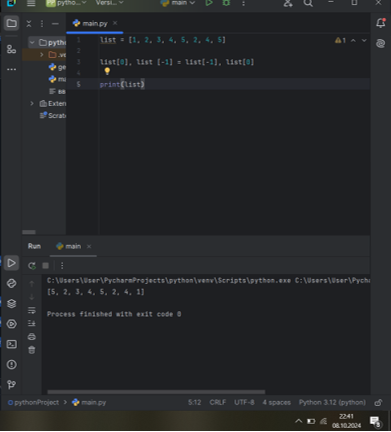 pytho...
Versi...
main
main.py
pytho
.ve
ge
ma
Extern
Scratc
1
list = [1, 2, 3, 4, 5, 2, 4, 5]
1
2
3
list[0], list [-1] = list[-1], list[0]
4
5
print(list)
Run
main
C:\Users\User\PycharmProjects\python\venv\Scripts\python.exe C:\Users\User\Pycha
[5, 2, 3, 4, 5, 2, 4, 1]
Process finished with exit code 0
pythonProject > main.py
5:12
CRLF
UTF-8
4 spaces
Python 3.12 (python)
22:41
08.10.2024